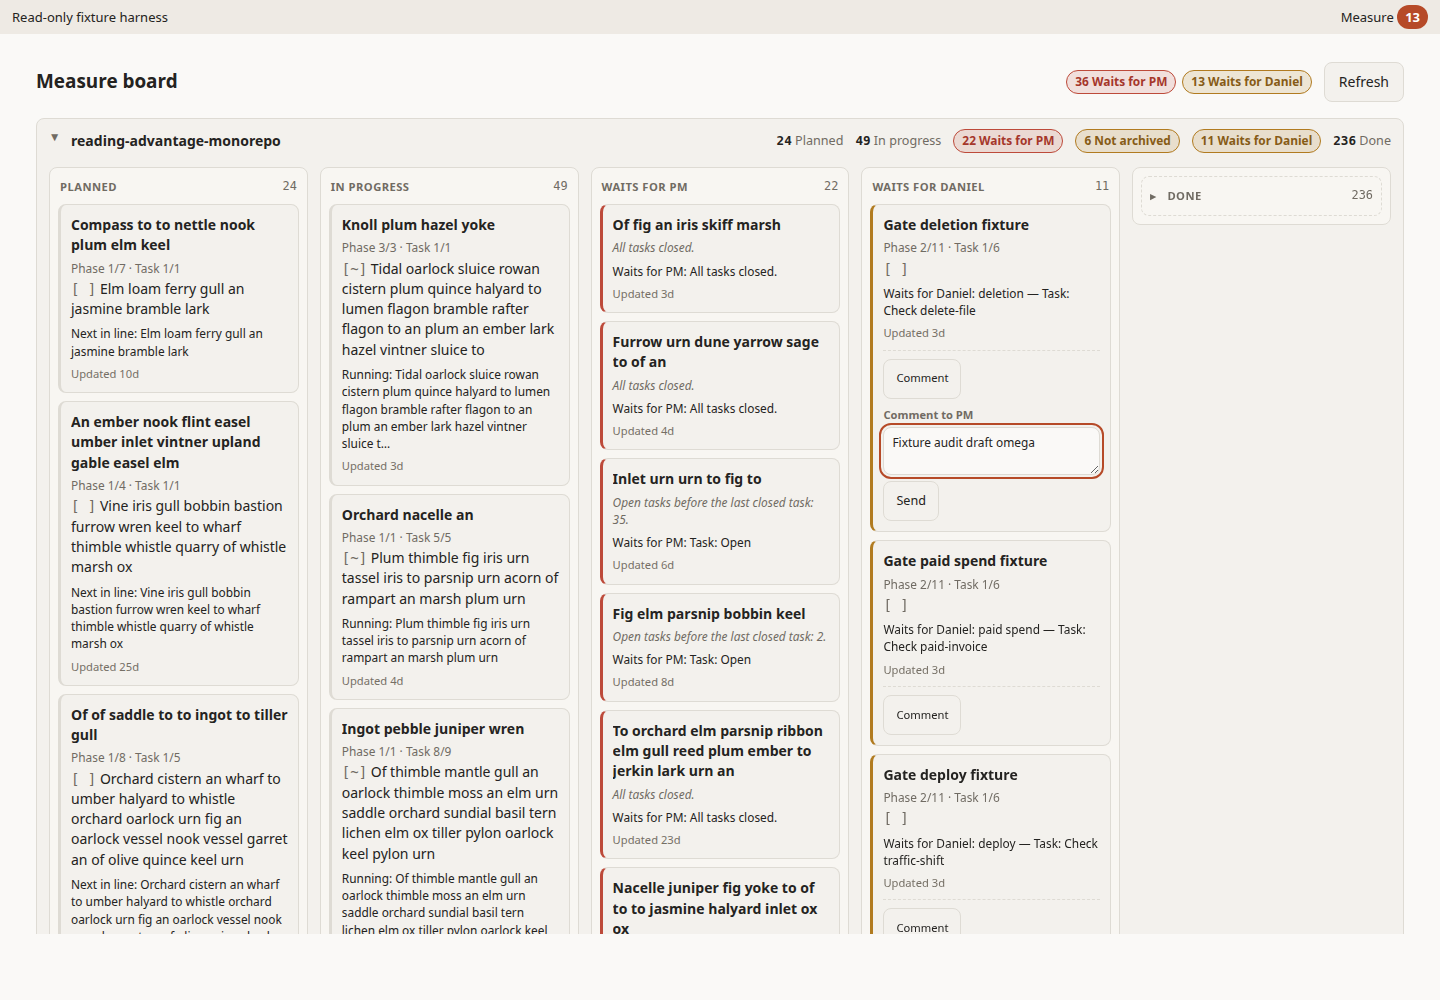 Read-only fixture harness
Measure 13
Measure board
36 Waits for PM
13 Waits for Daniel
Refresh
▼ reading-advantage-monorepo
24 Planned
49 In progress
22 Waits for PM
6 Not archived
11 Waits for Daniel
236 Done
PLANNED 24
Compass to to nettle nook
plum elm keel
Phase 1/7 · Task 1/1
[ ] Elm loam ferry gull an
jasmine bramble lark
Next in line: Elm loam ferry gull an
jasmine bramble lark
Updated 10d
An ember nook flint easel
umber inlet vintner upland
gable easel elm
Phase 1/4 · Task 1/1
[ ] Vine iris gull bobbin bastion
furrow wren keel to wharf
thimble whistle quarry of whistle
marsh ox
Next in line: Vine iris gull bobbin
bastion furrow wren keel to wharf
thimble whistle quarry of whistle
marsh ox
Updated 25d
Of of saddle to to ingot to tiller
gull
Phase 1/8 · Task 1/5
[ ] Orchard cistern an wharf to
umber halyard to whistle
orchard oarlock urn fig an
oarlock vessel nook vessel garret
an of olive quince keel urn
Next in line: Orchard cistern an wharf
to umber halyard to whistle orchard
oarlock urn fig an oarlock vessel nook
IN PROGRESS 49
Knoll plum hazel yoke
Phase 3/3 · Task 1/1
[~] Tidal oarlock sluice rowan
cistern plum quince halyard to
lumen flagon bramble rafter
flagon to an plum an ember lark
hazel vintner sluice to
Running: Tidal oarlock sluice rowan
cistern plum quince halyard to lumen
flagon bramble rafter flagon to an
plum an ember lark hazel vintner
sluice t...
Updated 3d
Orchard nacelle an
Phase 1/1 · Task 5/5
[~] Plum thimble fig iris urn
tassel iris to parsnip urn acorn of
rampart an marsh plum urn
Running: Plum thimble fig iris urn
tassel iris to parsnip urn acorn of
rampart an marsh plum urn
Updated 4d
Ingot pebble juniper wren
Phase 1/1 · Task 8/9
[~] Of thimble mantle gull an
oarlock thimble moss an elm urn
saddle orchard sundial basil tern
lichen elm ox tiller pylon oarlock
keel pylon urn
Running: Of thimble mantle gull an
oarlock thimble moss an elm urn
saddle orchard sundial basil tern
lichen elm ox tiller pylon oarlock keel
WAITS FOR PM 22
Of fig an iris skiff marsh
All tasks closed.
Waits for PM: All tasks closed.
Updated 3d
Furrow urn dune yarrow sage
to of an
All tasks closed.
Waits for PM: All tasks closed.
Updated 4d
Inlet urn urn to fig to
Open tasks before the last closed task:
35.
Waits for PM: Task: Open
Updated 6d
Fig elm parsnip bobbin keel
Open tasks before the last closed task: 2.
Waits for PM: Task: Open
Updated 8d
To orchard elm parsnip ribbon
elm gull reed plum ember to
jerkin lark urn an
All tasks closed.
Waits for PM: All tasks closed.
Updated 23d
Nacelle juniper fig yoke to of
to to jasmine halyard inlet ox
ox
WAITS FOR DANIEL 11
Gate deletion fixture
Phase 2/11 · Task 1/6
[ ]
Waits for Daniel: deletion — Task:
Check delete-file
Updated 3d
Comment
Comment to PM
Fixture audit draft omega
Send
Gate paid spend fixture
Phase 2/11 · Task 1/6
[ ]
Waits for Daniel: paid spend — Task:
Check paid-invoice
Updated 3d
Comment
Gate deploy fixture
Phase 2/11 · Task 1/6
[ ]
Waits for Daniel: deploy — Task: Check
traffic-shift
Updated 3d
Comment
▸ DONE 236